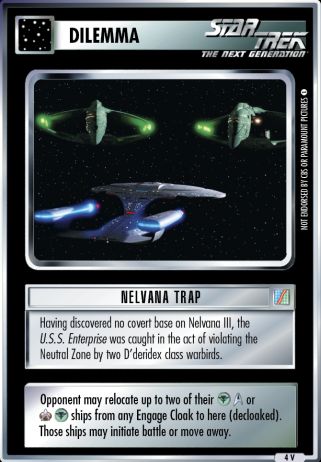 DILEMMA
STAR TREK
THE NEXT GENERATION
NOT ENDORSED BY CBS OR PARAMOUNT PICTURES
NELVANA TRAP
Having discovered no covert base on Nelvana III, the
U.S.S. Enterprise was caught in the act of violating the
Neutral Zone by two D'deridex class warbirds.
Opponent may relocate up to two of their or
ships from any Engage Cloak to here (decloaked).
Those ships may initiate battle or move away.
4 V